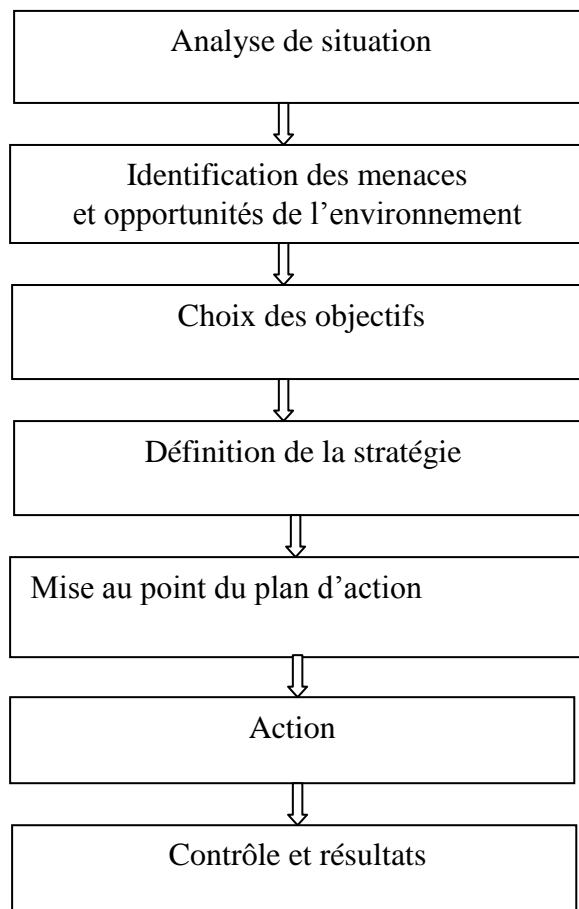 Analyse de situation
Identification des menaces
et opportunités de l’environnement
Choix des objectifs
Définition de la stratégie
Mise au point du plan d’action
Action
Contrôle et résultats